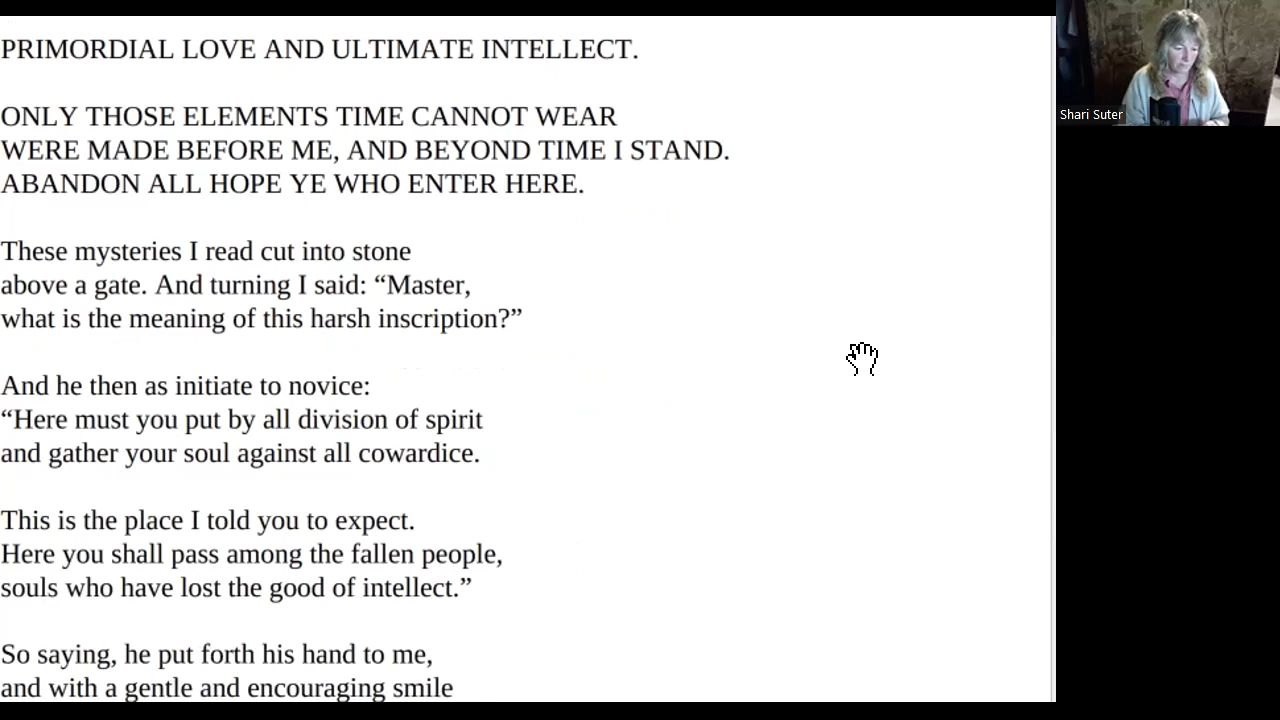 PRIMORDIAL LOVE AND ULTIMATE INTELLECT.
ONLY THOSE ELEMENTS TIME CANNOT WEAR
WERE MADE BEFORE ME, AND BEYOND TIME I STAND.
ABANDON ALL HOPE YE WHO ENTER HERE.
These mysteries I read cut into stone
above a gate. And turning I said: “Master,
what is the meaning of this harsh inscription?”
And he then as initiate to novice:
“Here must you put by all division of spirit
and gather your soul against all cowardice.
This is the place I told you to expect.
Here you shall pass among the fallen people,
souls who have lost the good of intellect.”
So saying, he put forth his hand to me,
and with a gentle and encouraging smile
Shari Suter